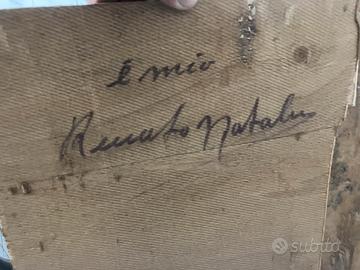 è mio
Renato Natali
subito